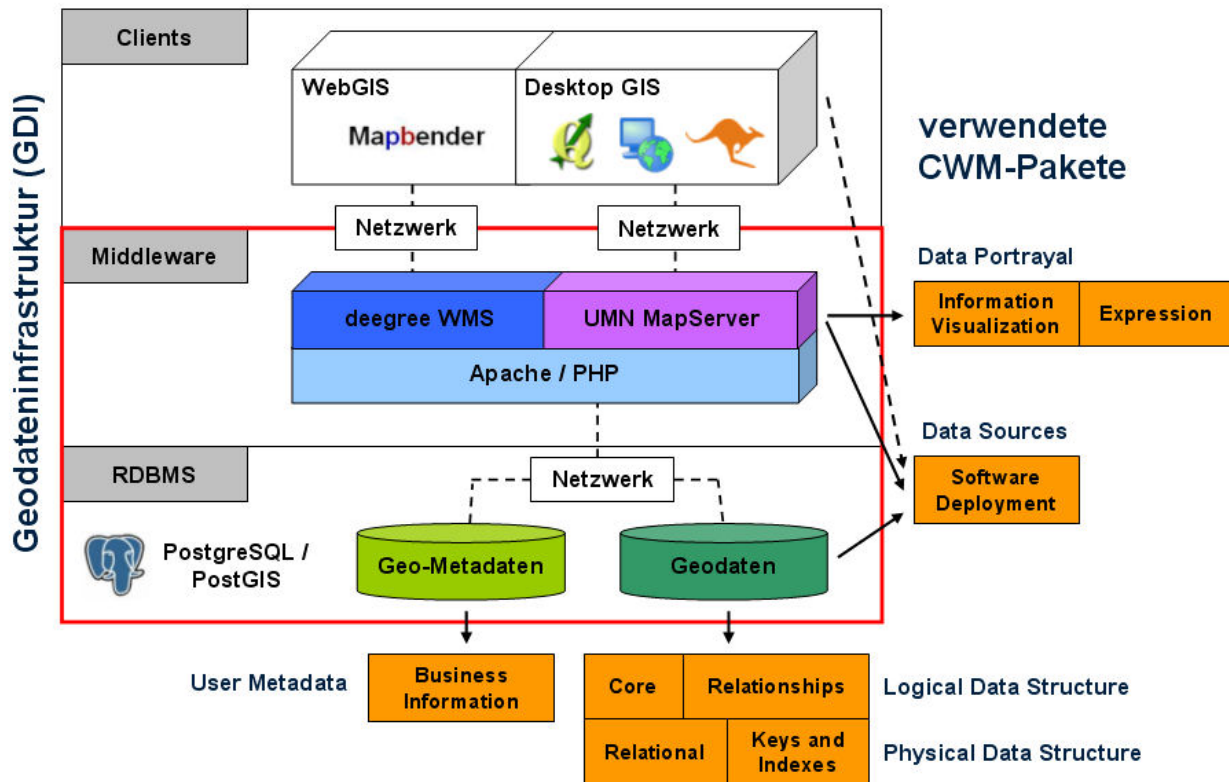 Geodateninfrastruktur (GDI)
Clients
WebGIS
Mapbender
Desktop GIS
Netzwerk
Netzwerk
Middleware
deegree WMS
UMN MapServer
Apache / PHP
RDBMS
Netzwerk
PostgreSQL /
PostGIS
Geo-Metadaten
Geodaten
verwendete
CWM-Pakete
Data Portrayal
Information
Visualization
Expression
Data Sources
Software
Deployment
User Metadata
Business
Information
Core
Relationships
Logical Data Structure
Relational
Keys and
Indexes
Physical Data Structure